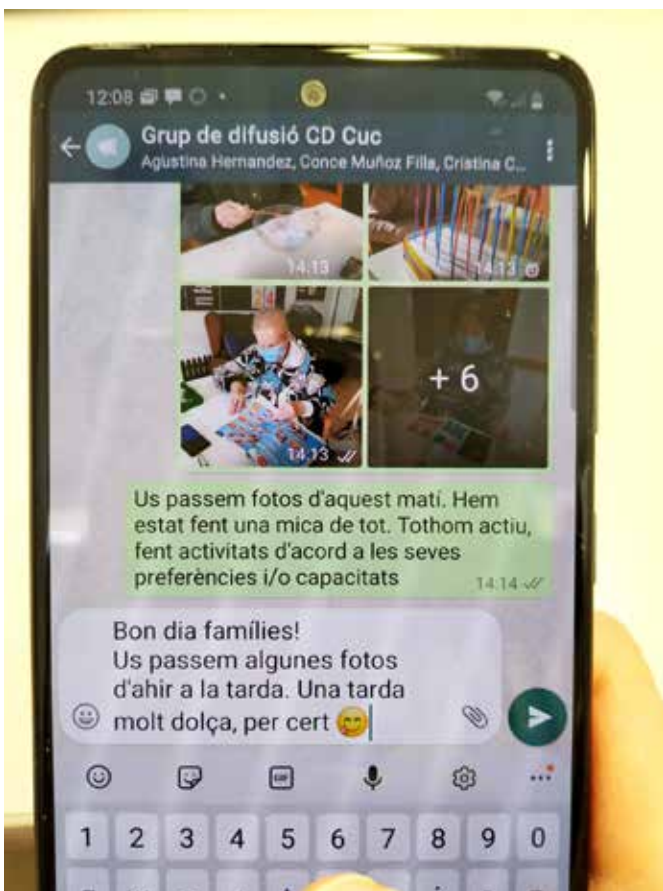 12:08
Grup de difusió CD Cuc
Agustina Hernandez, Conce Muñoz Filla, Cristina C...
14:13
14:13
14:13
+ 6
Us passem fotos d'aquest matí. Hem
estat fent una mica de tot. Tothom actiu,
fent activitats d'acord a les seves
preferències i/o capacitats
14:14
Bon dia famílies!
Us passem algunes fotos
d'ahir a la tarda. Una tarda
molt dolça, per cert 😋
GIF
1 2 3 4 5 6 7 8 9 0